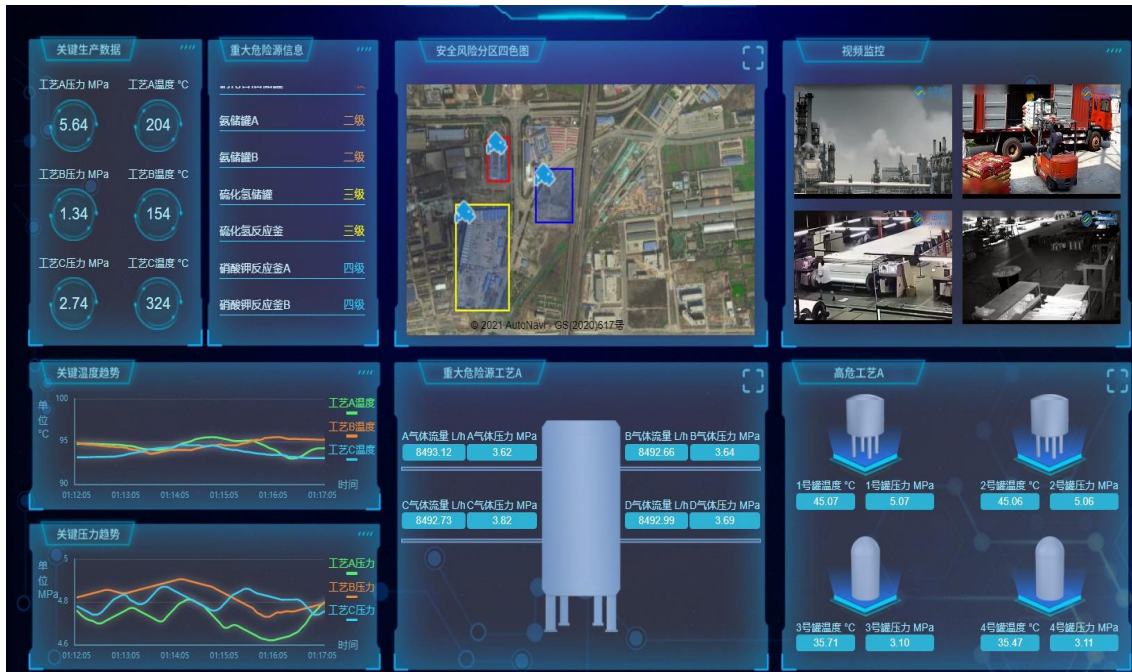 关键生产数据
工艺A压力 MPa 工艺A温度 °C
5.64 204
工艺B压力 MPa 工艺B温度 °C
1.34 154
工艺C压力 MPa 工艺C温度 °C
2.74 324
重大危险源信息
氨储罐A 二级
氨储罐B 二级
硫化氢储罐 三级
硫化氢反应釜 三级
硝酸钾反应釜A 四级
硝酸钾反应釜B 四级
安全风险分区四色图
© 2021 AutoNavi - GS(2020)617号
视频监控
关键温度趋势
单位 °C
100
95
90
工艺A温度
工艺B温度
工艺C温度
01:12:05 01:13:05 01:14:05 01:15:05 01:16:05 01:17:05
时间
关键压力趋势
单位 MPa
5
4.8
4.6
工艺A压力
工艺B压力
工艺C压力
01:12:05 01:13:05 01:14:05 01:15:05 01:16:05 01:17:05
时间
重大危险源工艺A
A气体流量 L/h A气体压力 MPa
8493.12 3.62
B气体流量 L/h B气体压力 MPa
8492.66 3.64
C气体流量 L/h C气体压力 MPa
8492.73 3.82
D气体流量 L/h D气体压力 MPa
8492.99 3.69
高危工艺A
1号罐温度 °C 1号罐压力 MPa
45.07 5.07
2号罐温度 °C 2号罐压力 MPa
45.06 5.06
3号罐温度 °C 3号罐压力 MPa
35.71 3.10
4号罐温度 °C 4号罐压力 MPa
35.47 3.11